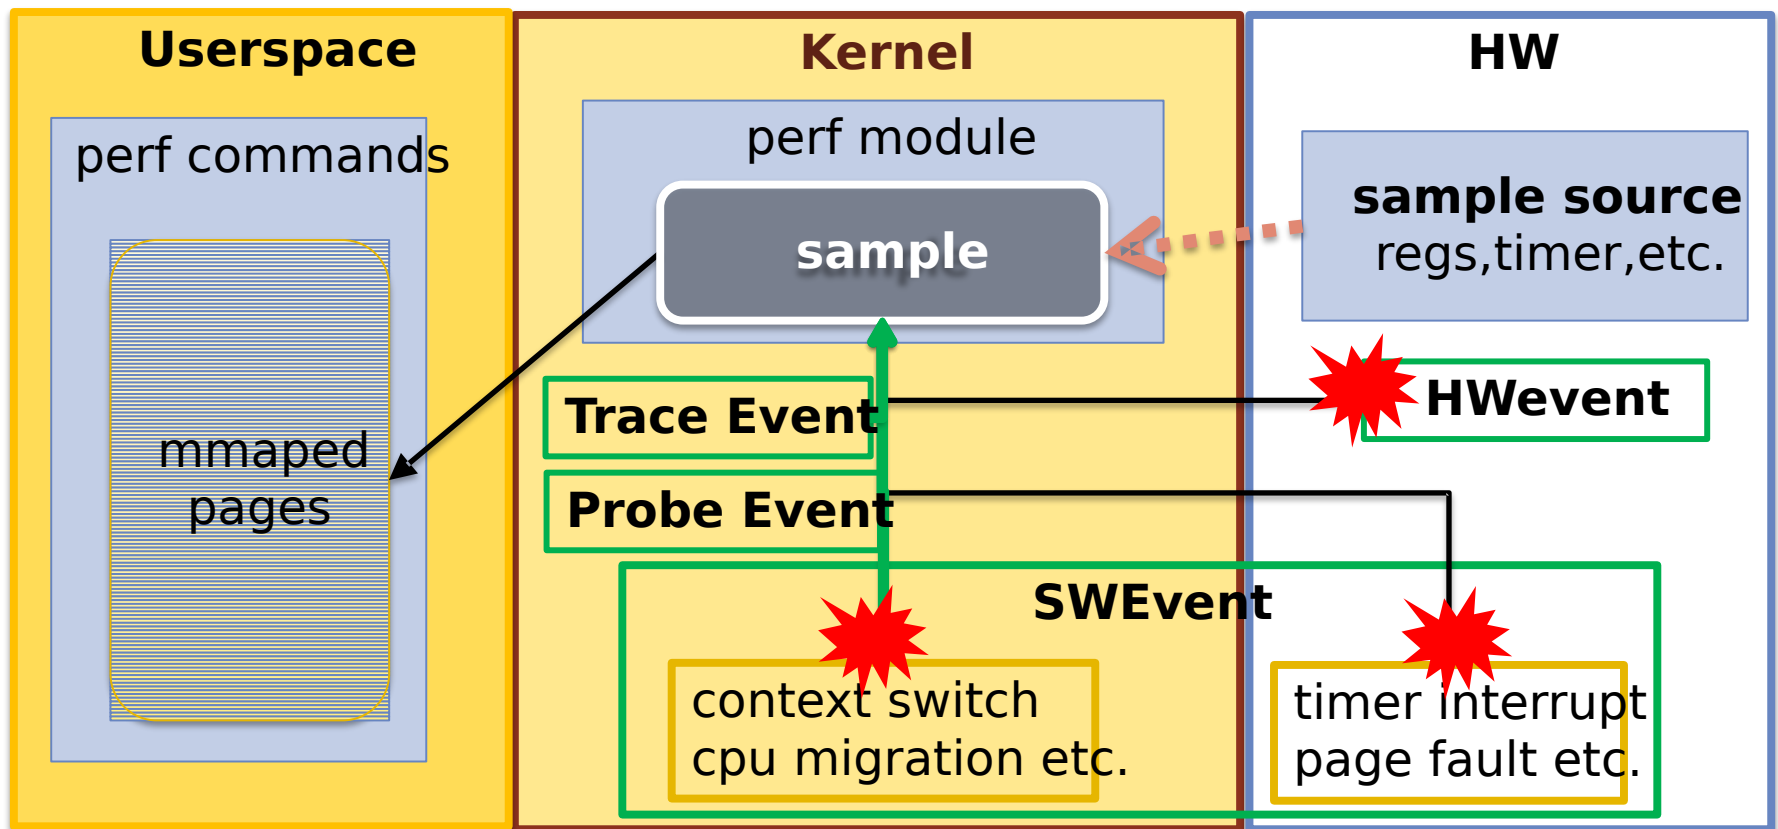 Userspace
perf commands
mmaped
pages
Kernel
perf module
sample
Trace Event
Probe Event
SWEvent
context switch
cpu migration etc.
HW
sample source
regs,timer,etc.
HWevent
timer interrupt
page fault etc.